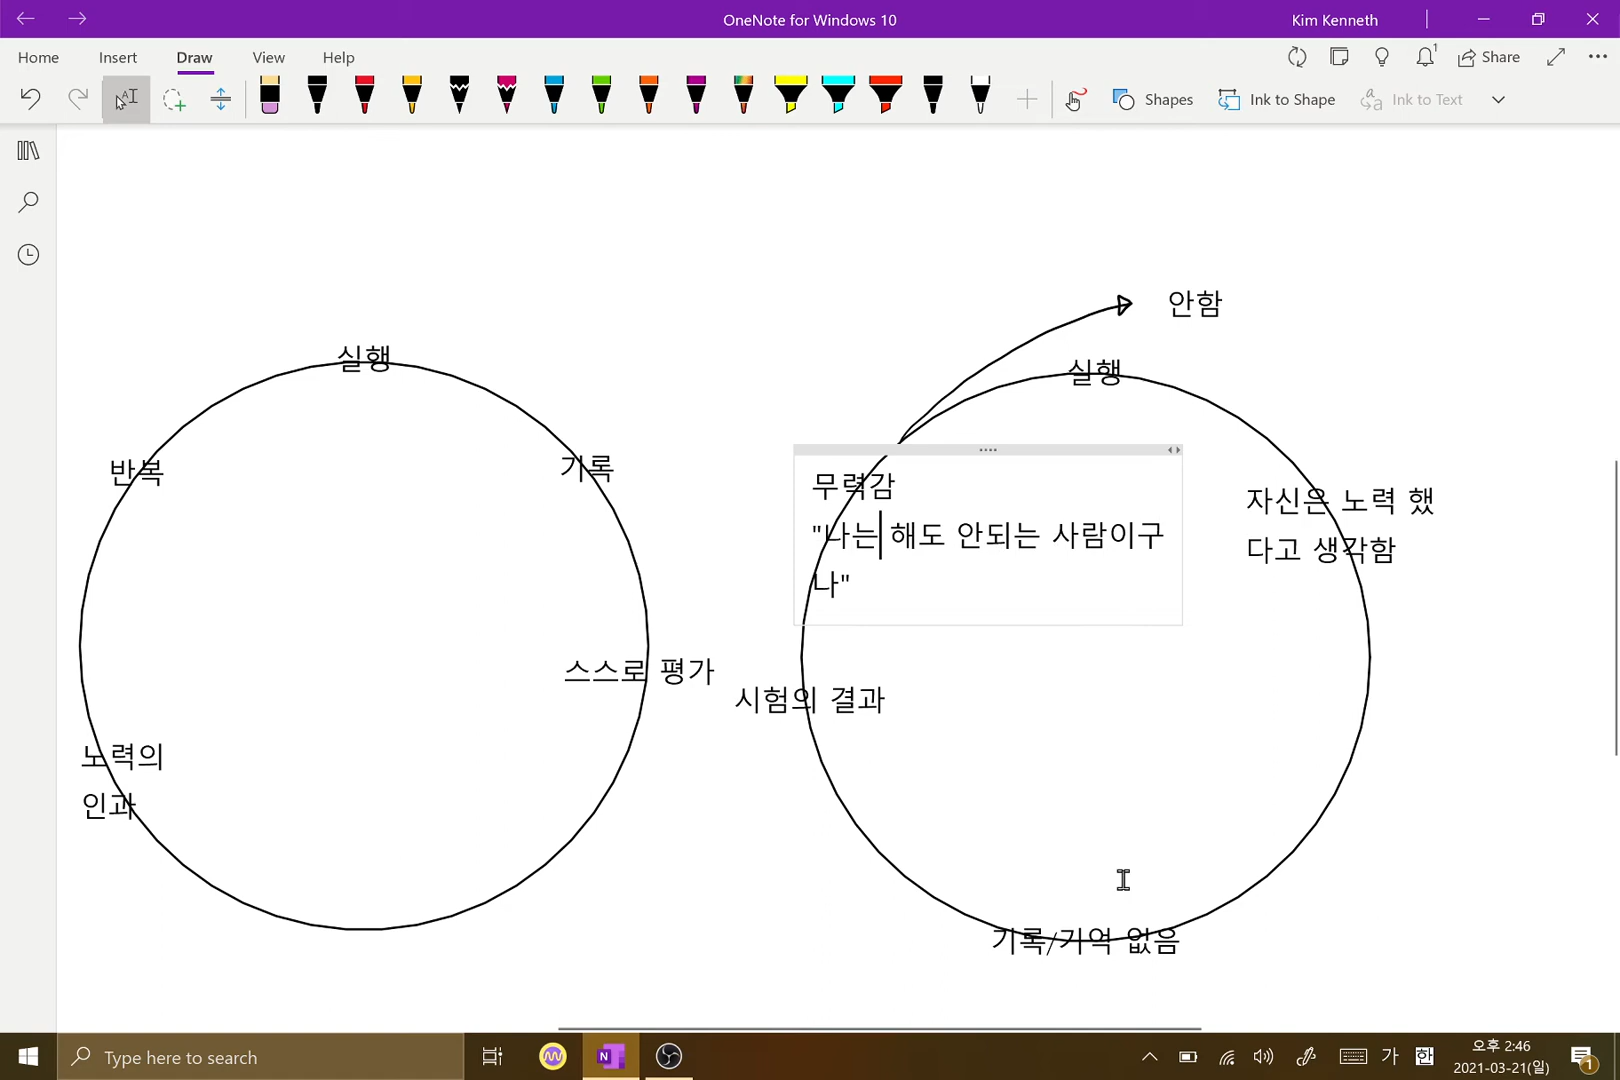 OneNote for Windows 10
Kim Kenneth
Home
Insert
Draw
View
Help
1
Share
Shapes
Ink to Shape
Ink to Text
안함
실행
실행
반복
기록
무력감
"나는 해도 안되는 사람이구
나"
자신은 노력 했
다고 생각함
스스로 평가
시험의 결과
노력의
인과
기록/기억 없음
Type here to search
가
한
오후 2:46
2021-03-21(일)
1